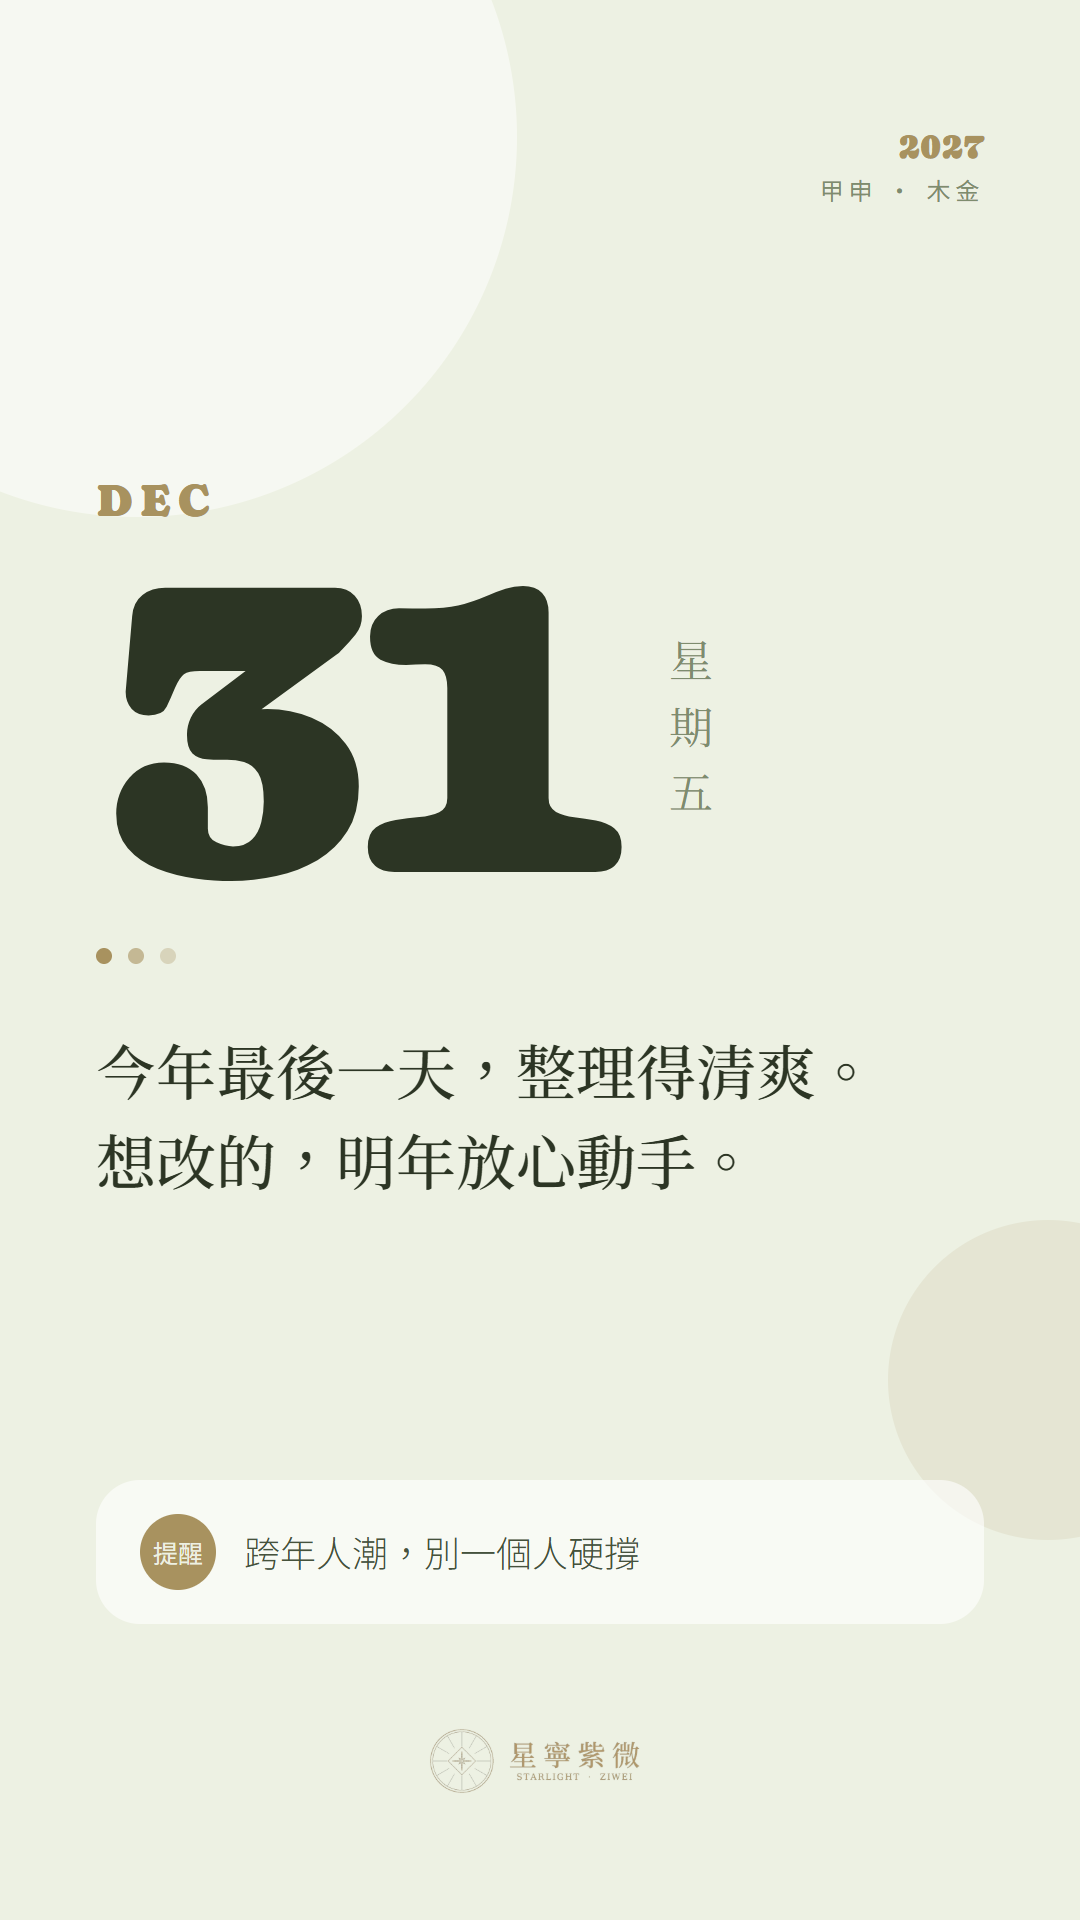 2027
甲申 · 木金
DEC
31
星期五
今年最後一天，整理得清爽。
想改的，明年放心動手。
提醒 跨年人潮，別一個人硬撐
星寧紫微
STARLIGHT · ZIWEI